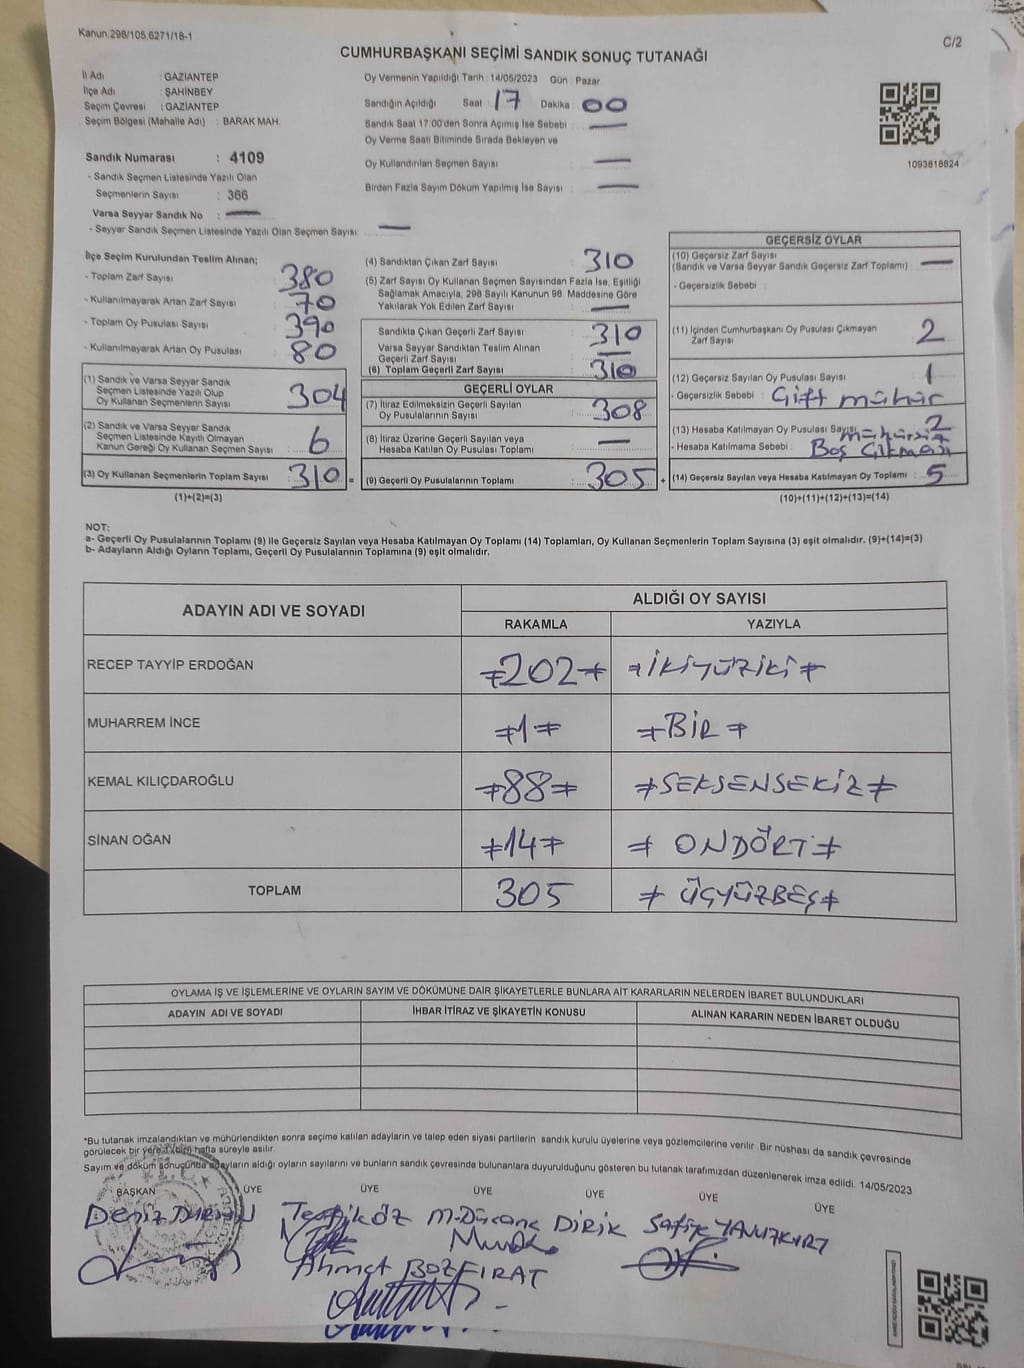 Kanun:298/105,6271/18-1
C/2
CUMHURBAŞKANI SEÇİMİ SANDIK SONUÇ TUTANAĞI
İl Adı : GAZİANTEP
İlçe Adı : ŞAHİNBEY
Seçim Çevresi : GAZİANTEP
Seçim Bölgesi (Mahalle Adı) : BARAK MAH.
Sandık Numarası : 4109
- Sandık Seçmen Listesinde Yazılı Olan
Seçmenlerin Sayısı : 366
Varsa Seyyar Sandık No : —
- Seyyar Sandık Seçmen Listesinde Yazılı Olan Seçmen Sayısı: —
Oy Vermenin Yapıldığı Tarih : 14/05/2023 Gün : Pazar
Sandığın Açıldığı Saat : 17 Dakika : 00
Sandık Saat 17:00'den Sonra Açımış İse Sebebi : —
Oy Verme Saati Bitiminde Sırada Bekleyen ve
Oy Kullandırılan Seçmen Sayısı : —
Birden Fazla Sayım Döküm Yapılmış İse Sayısı : —
1093818824
İlçe Seçim Kurulundan Teslim Alınan;
- Toplam Zarf Sayısı 380
- Kullanılmayarak Artan Zarf Sayısı : 70
- Toplam Oy Pusulası Sayısı : 390
- Kullanılmayarak Artan Oy Pusulası : 80
(1) Sandık ve Varsa Seyyar Sandık
Seçmen Listesinde Yazılı Olup
Oy Kullanan Seçmenlerin Sayısı : 304
(2) Sandık ve Varsa Seyyar Sandık
Seçmen Listesinde Kayıtlı Olmayan
Kanun Gereği Oy Kullanan Seçmen Sayısı : 6
(3) Oy Kullanan Seçmenlerin Toplam Sayısı : 310 =
(1)+(2)=(3)
(4) Sandıktan Çıkan Zarf Sayısı : 310
(5) Zarf Sayısı Oy Kullanan Seçmen Sayısından Fazla İse, Eşitliği
Sağlamak Amacıyla, 298 Sayılı Kanunun 98. Maddesine Göre
Yakılarak Yok Edilen Zarf Sayısı : —
Sandıkta Çıkan Geçerli Zarf Sayısı : 310
Varsa Seyyar Sandıktan Teslim Alınan
Geçerli Zarf Sayısı : —
(6) Toplam Geçerli Zarf Sayısı : 310
GEÇERLİ OYLAR
(7) İtiraz Edilmeksizin Geçerli Sayılan
Oy Pusulalarının Sayısı : 308
(8) İtiraz Üzerine Geçerli Sayılan veya
Hesaba Katılan Oy Pusulası Toplamı : —
(9) Geçerli Oy Pusulalarının Toplamı : 305 +
GEÇERSİZ OYLAR
(10) Geçersiz Zarf Sayısı
(Sandık ve Varsa Seyyar Sandık Geçersiz Zarf Toplamı) : —
- Geçersizlik Sebebi :
(11) İçinden Cumhurbaşkanı Oy Pusulası Çıkmayan
Zarf Sayısı : 2
(12) Geçersiz Sayılan Oy Pusulası Sayısı : 1
- Geçersizlik Sebebi : Çift mühür
(13) Hesaba Katılmayan Oy Pusulası Sayısı : 2
mühürsüz
- Hesaba Katılmama Sebebi : Boş Çıkması
(14) Geçersiz Sayılan veya Hesaba Katılmayan Oy Toplamı : 5
(10)+(11)+(12)+(13)=(14)
NOT:
a- Geçerli Oy Pusulalarının Toplamı (9) ile Geçersiz Sayılan veya Hesaba Katılmayan Oy Toplamı (14) Toplamları, Oy Kullanan Seçmenlerin Toplam Sayısına (3) eşit olmalıdır. (9)+(14)=(3)
b- Adayların Aldığı Oyların Toplamı, Geçerli Oy Pusulalarının Toplamına (9) eşit olmalıdır.
ADAYIN ADI VE SOYADI
ALDIĞI OY SAYISI
RAKAMLA YAZIYLA
RECEP TAYYİP ERDOĞAN ≠202≠ ≠İKİYÜZİKİ≠
MUHARREM İNCE ≠1≠ ≠BİR≠
KEMAL KILIÇDAROĞLU ≠88≠ ≠SEKSENSEKİZ≠
SİNAN OĞAN ≠14≠ ≠ONDÖRT≠
TOPLAM 305 ≠ÜÇYÜZBEŞ≠
OYLAMA İŞ VE İŞLEMLERİNE VE OYLARIN SAYIM VE DÖKÜMÜNE DAİR ŞİKAYETLERLE BUNLARA AİT KARARLARIN NELERDEN İBARET BULUNDUKLARI
ADAYIN ADI VE SOYADI İHBAR İTİRAZ VE ŞİKAYETİN KONUSU ALINAN KARARIN NEDEN İBARET OLDUĞU
*Bu tutanak imzalandıktan ve mühürlendikten sonra seçime katılan adayların ve talep eden siyasi partilerin sandık kurulu üyelerine veya gözlemcilerine verilir. Bir nüshası da sandık çevresinde
görülecek bir yere 1 (bir) hafta süreyle asılır.
Sayım ve döküm sonucunda adayların aldığı oyların sayılarını ve bunların sandık çevresinde bulunanlara duyurulduğunu gösteren bu tutanak tarafımızdan düzenlenerek imza edildi. 14/05/2023
BAŞKAN ÜYE ÜYE ÜYE ÜYE ÜYE ÜYE
Deniz DURAN Tevfik ÖZ M. Dücane DİRİK Safiye YAVUZKURT
Ahmet BOZFIRAT